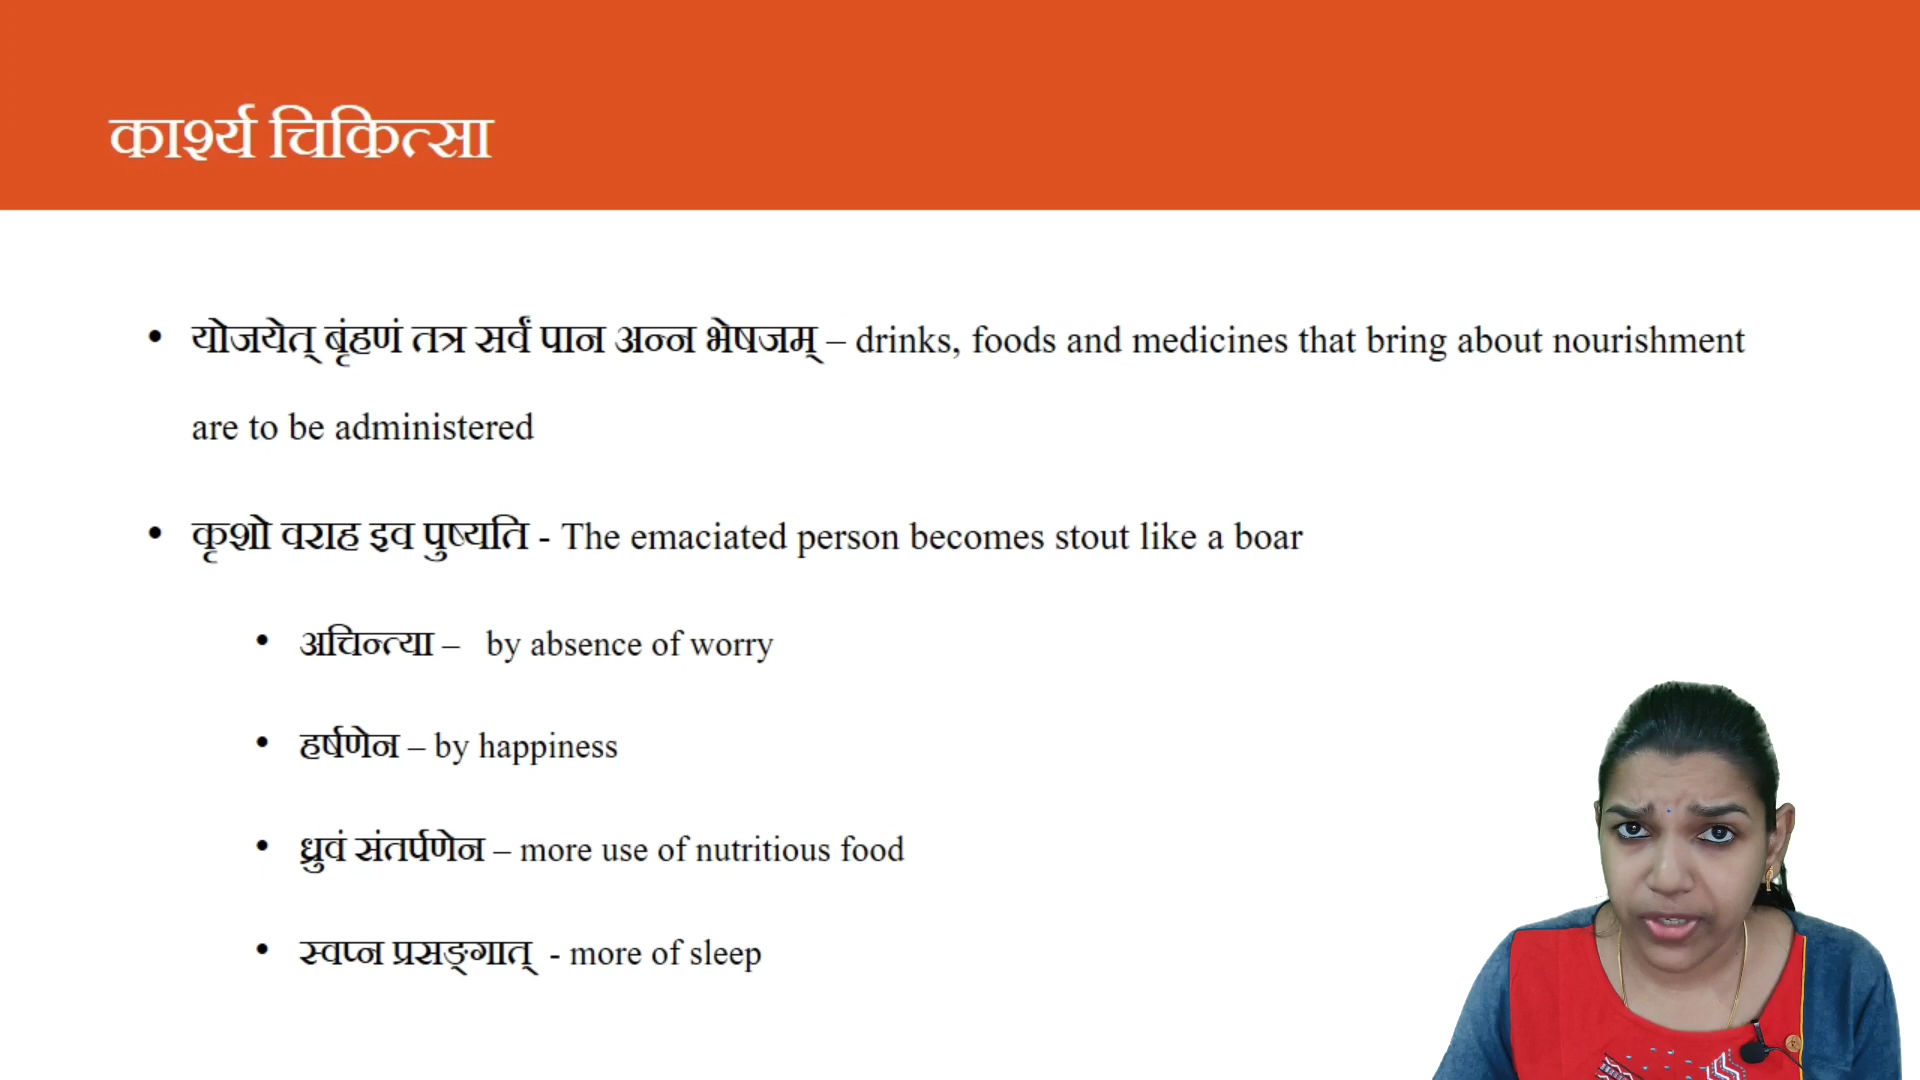 कार्श्य चिकित्सा
• योजयेत् बृंहणं तत्र सर्वं पान अन्न भेषजम् – drinks, foods and medicines that bring about nourishment
are to be administered
• कृशो वराह इव पुष्यति - The emaciated person becomes stout like a boar
• अचिन्त्या – by absence of worry
• हर्षणेन – by happiness
• ध्रुवं संतर्पणेन – more use of nutritious food
• स्वप्न प्रसङ्गात् - more of sleep